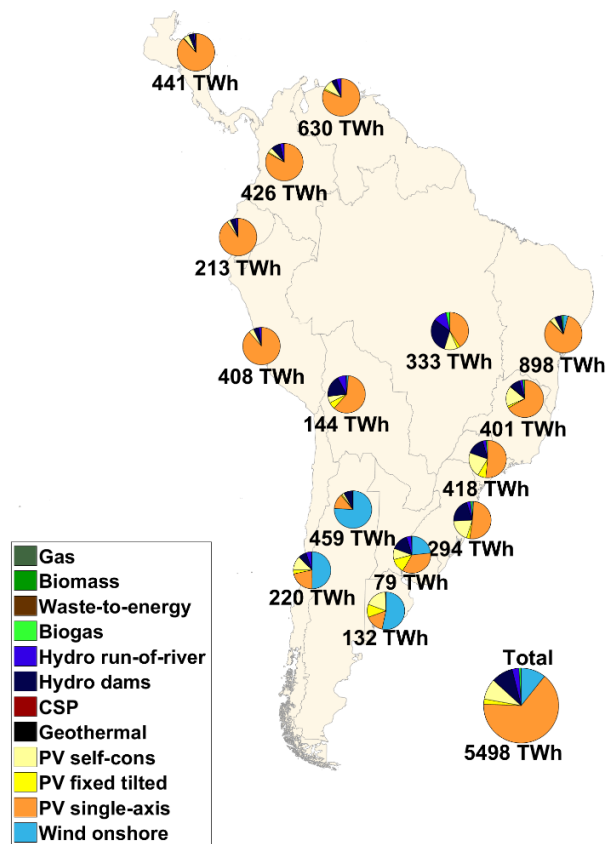 441 TWh
630 TWh
426 TWh
213 TWh
408 TWh
333 TWh
898 TWh
144 TWh
401 TWh
418 TWh
459 TWh
294 TWh
220 TWh
79 TWh
132 TWh
Total
5498 TWh
Gas
Biomass
Waste-to-energy
Biogas
Hydro run-of-river
Hydro dams
CSP
Geothermal
PV self-cons
PV fixed tilted
PV single-axis
Wind onshore